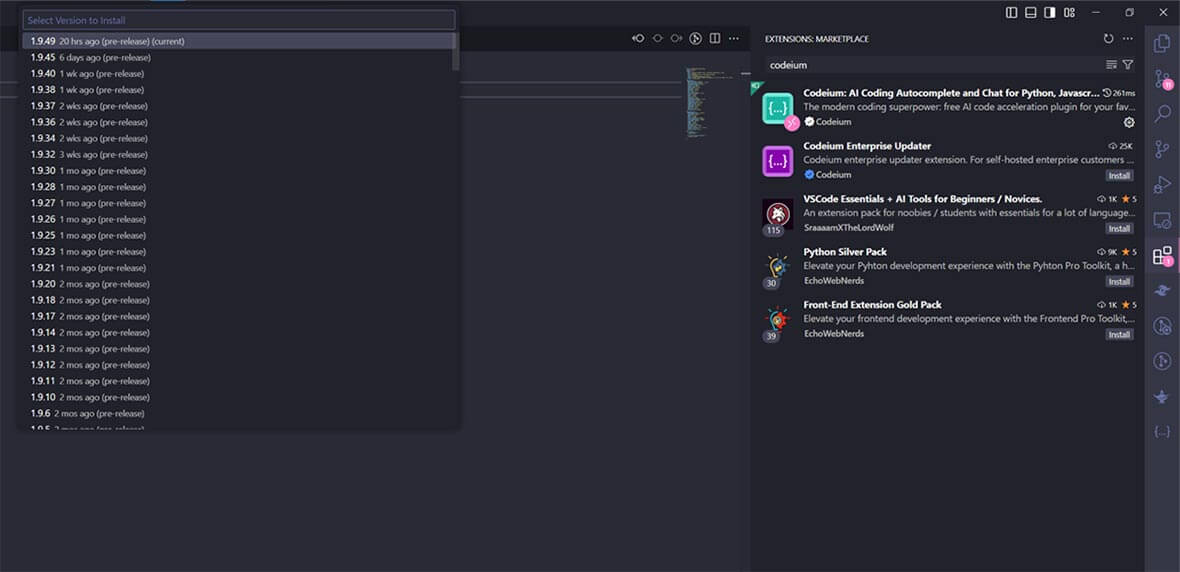 Select Version to Install
1.9.49 20 hrs ago (pre-release) (current)
1.9.45 6 days ago (pre-release)
1.9.40 1 wk ago (pre-release)
1.9.38 1 wk ago (pre-release)
1.9.37 2 wks ago (pre-release)
1.9.36 2 wks ago (pre-release)
1.9.34 2 wks ago (pre-release)
1.9.32 3 wks ago (pre-release)
1.9.30 1 mo ago (pre-release)
1.9.28 1 mo ago (pre-release)
1.9.27 1 mo ago (pre-release)
1.9.26 1 mo ago (pre-release)
1.9.25 1 mo ago (pre-release)
1.9.23 1 mo ago (pre-release)
1.9.21 1 mo ago (pre-release)
1.9.20 2 mos ago (pre-release)
1.9.18 2 mos ago (pre-release)
1.9.17 2 mos ago (pre-release)
1.9.14 2 mos ago (pre-release)
1.9.13 2 mos ago (pre-release)
1.9.12 2 mos ago (pre-release)
1.9.11 2 mos ago (pre-release)
1.9.10 2 mos ago (pre-release)
1.9.6 2 mos ago (pre-release)
1.9.5 2 mos ago (pre-release)
EXTENSIONS: MARKETPLACE
codeium
Codeium: AI Coding Autocomplete and Chat for Python, Javascr... 261ms
The modern coding superpower: free AI code acceleration plugin for your fav...
Codeium
Codeium Enterprise Updater 25K
Codeium enterprise updater extension. For self-hosted enterprise customers ...
Codeium Install
VSCode Essentials + AI Tools for Beginners / Novices. 1K ★ 5
An extension pack for noobies / students with essentials for a lot of language...
115 SraaaamXTheLordWolf Install
Python Silver Pack 9K ★ 5
Elevate your Pyhton development experience with the Pyhton Pro Toolkit, a h...
30 EchoWebNerds Install
Front-End Extension Gold Pack 1K ★ 5
Elevate your frontend development experience with the Frontend Pro Toolkit,...
39 EchoWebNerds Install
11
1